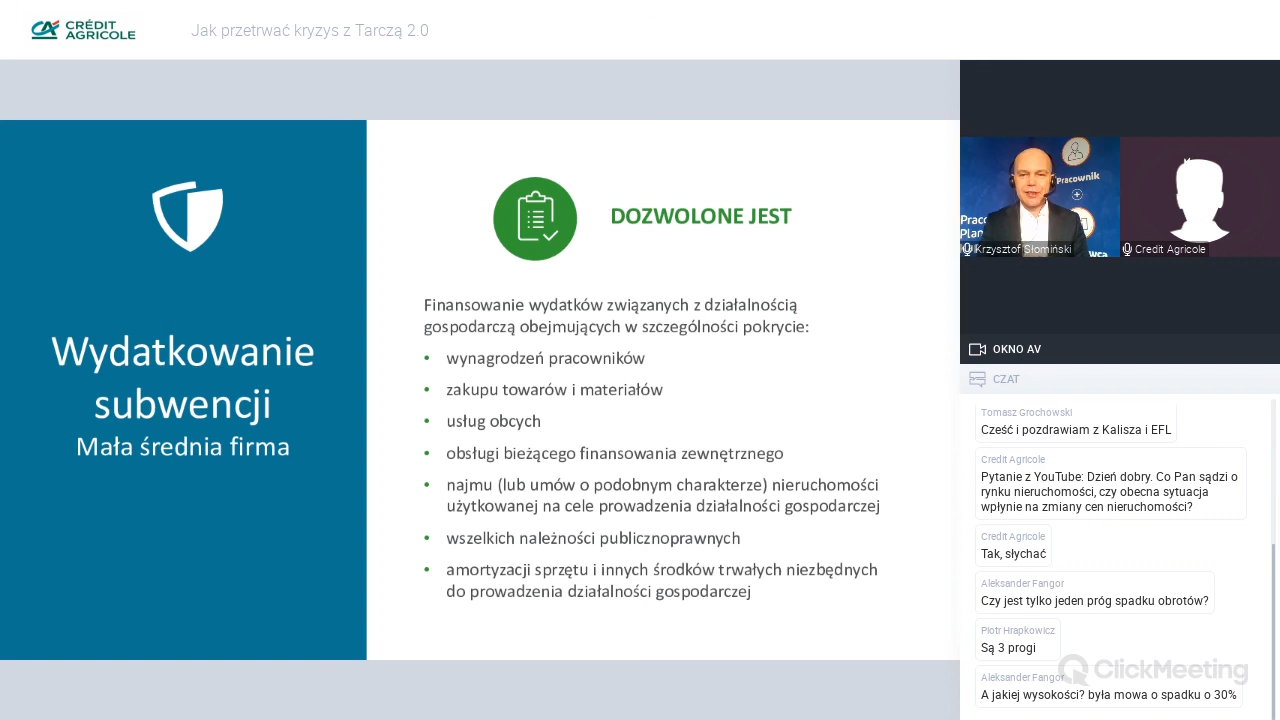 CRÉDIT
AGRICOLE
Jak przetrwać kryzys z Tarczą 2.0
Wydatkowanie
subwencji
Mała średnia firma
DOZWOLONE JEST
Finansowanie wydatków związanych z działalnością
gospodarczą obejmujących w szczególności pokrycie:
• wynagrodzeń pracowników
• zakupu towarów i materiałów
• usług obcych
• obsługi bieżącego finansowania zewnętrznego
• najmu (lub umów o podobnym charakterze) nieruchomości
użytkowanej na cele prowadzenia działalności gospodarczej
• wszelkich należności publicznoprawnych
• amortyzacji sprzętu i innych środków trwałych niezbędnych
do prowadzenia działalności gospodarczej
Pracownik
Krzysztof Słomiński
Credit Agricole
OKNO AV
CZAT
Tomasz Grochowski
Cześć i pozdrawiam z Kalisza i EFL
Credit Agricole
Pytanie z YouTube: Dzień dobry. Co Pan sądzi o
rynku nieruchomości, czy obecna sytuacja
wpłynie na zmiany cen nieruchomości?
Credit Agricole
Tak, słychać
Aleksander Fangor
Czy jest tylko jeden próg spadku obrotów?
Piotr Hrapkowicz
Są 3 progi
ClickMeeting
Aleksander Fangor
A jakiej wysokości? była mowa o spadku o 30%